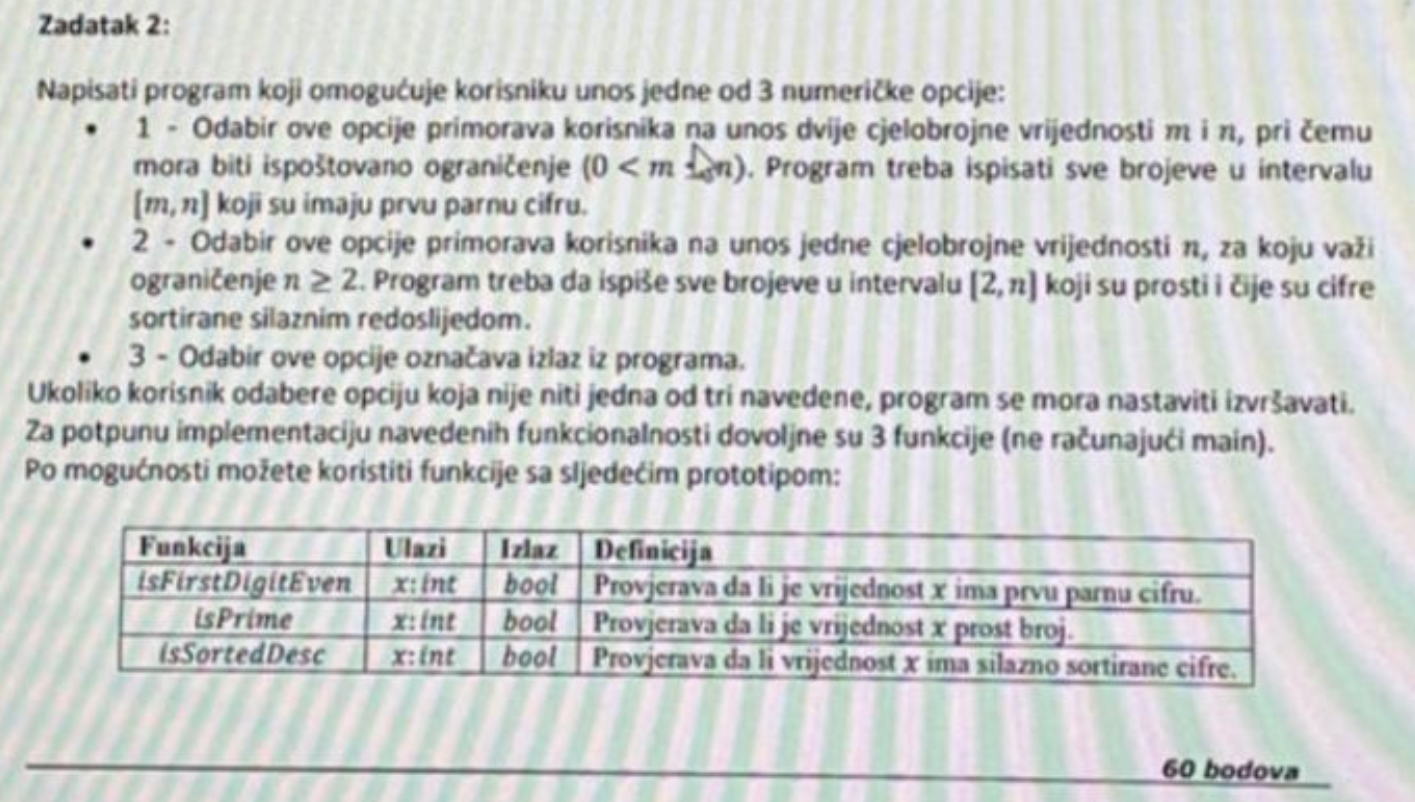 Zadatak 2:
Napisati program koji omogućuje korisniku unos jedne od 3 numeričke opcije:
• 1 - Odabir ove opcije primorava korisnika na unos dvije cjelobrojne vrijednosti m i n, pri čemu
mora biti ispoštovano ograničenje (0 < m n). Program treba ispisati sve brojeve u intervalu
[m, n] koji su imaju prvu parnu cifru.
• 2 - Odabir ove opcije primorava korisnika na unos jedne cjelobrojne vrijednosti n, za koju važi
ograničenje n ≥ 2. Program treba da ispiše sve brojeve u intervalu [2, n] koji su prosti i čije su cifre
sortirane silaznim redoslijedom.
• 3 - Odabir ove opcije označava izlaz iz programa.
Ukoliko korisnik odabere opciju koja nije niti jedna od tri navedene, program se mora nastaviti izvršavati.
Za potpunu implementaciju navedenih funkcionalnosti dovoljne su 3 funkcije (ne računajući main).
Po mogućnosti možete koristiti funkcije sa sljedećim prototipom:
Funkcija Ulazi Izlaz Definicija
isFirstDigitEven x: int bool Provjerava da li je vrijednost x ima prvu parnu cifru.
isPrime x: int bool Provjerava da li je vrijednost x prost broj.
isSortedDesc x: int bool Provjerava da li vrijednost x ima silazno sortirane cifre.
60 bodova